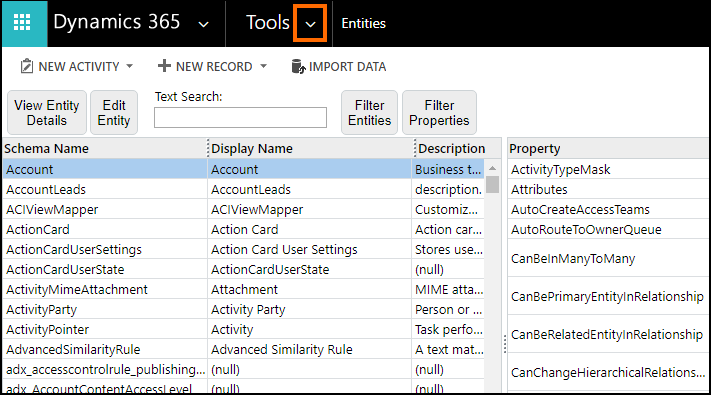 Dynamics 365 Tools Entities
NEW ACTIVITY NEW RECORD IMPORT DATA
View Entity Details
Edit Entity
Text Search:
Filter Entities
Filter Properties
Schema Name Display Name Description Property
Account Account Business t... ActivityTypeMask
AccountLeads AccountLeads description. Attributes
ACIViewMapper ACIViewMapper Customiz... AutoCreateAccessTeams
ActionCard Action Card Action car... AutoRouteToOwnerQueue
ActionCardUserSettings Action Card User Settings Stores use... CanBeInManyToMany
ActionCardUserState ActionCardUserState (null)
ActivityMimeAttachment Attachment MIME atta... CanBePrimaryEntityInRelationship
ActivityParty Activity Party Person or ...
ActivityPointer Activity Task perfo... CanBeRelatedEntityInRelationship
AdvancedSimilarityRule Advanced Similarity Rule A text mat...
adx_accesscontrolrule_publishing... (null) (null) CanChangeHierarchicalRelations...
adx_AccountContentAccessLevel (null) (null)